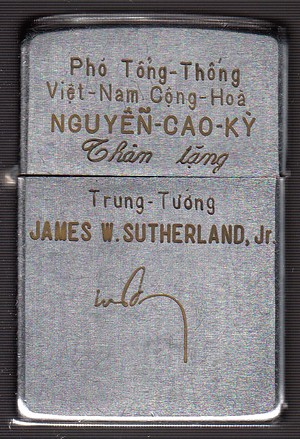 Phó Tổng-Thống
Việt-Nam Cộng-Hoà
NGUYỄN-CAO-KỲ
Thân tặng
Trung-Tướng
JAMES W. SUTHERLAND, Jr.